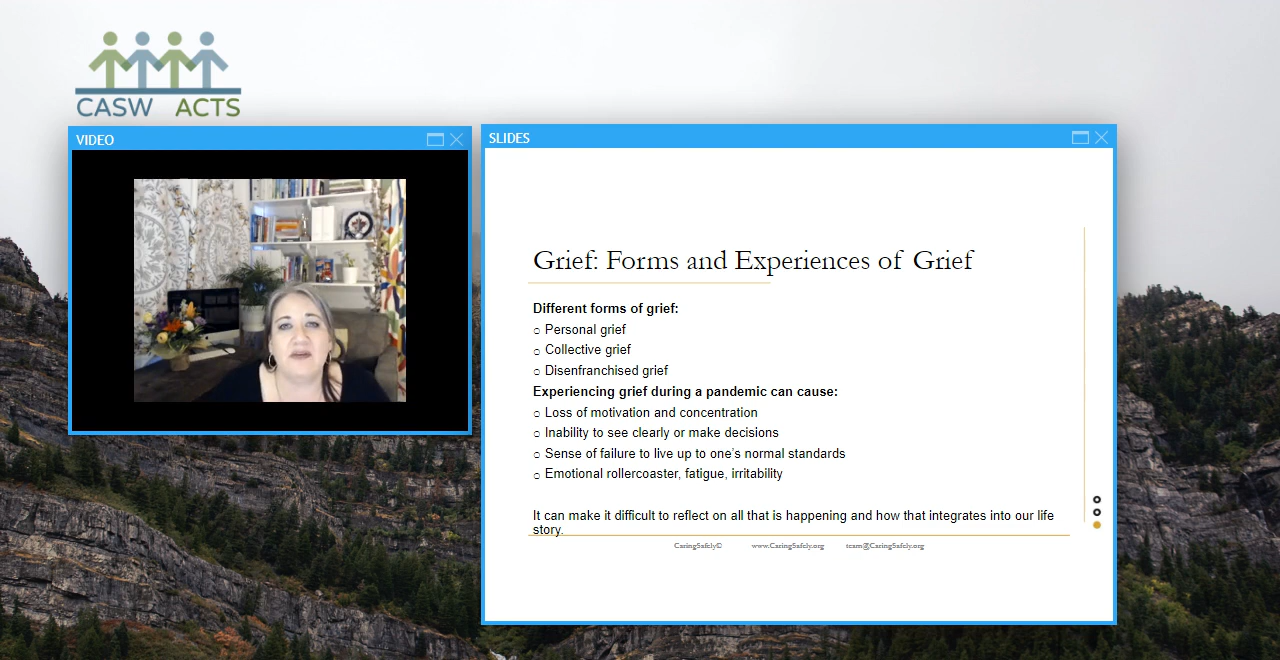 CASW ACTS
VIDEO
SLIDES
Grief: Forms and Experiences of Grief
Different forms of grief:
○ Personal grief
○ Collective grief
○ Disenfranchised grief
Experiencing grief during a pandemic can cause:
○ Loss of motivation and concentration
○ Inability to see clearly or make decisions
○ Sense of failure to live up to one's normal standards
○ Emotional rollercoaster, fatigue, irritability
It can make it difficult to reflect on all that is happening and how that integrates into our life
story.
CaringSafely© www.CaringSafely.org team@CaringSafely.org